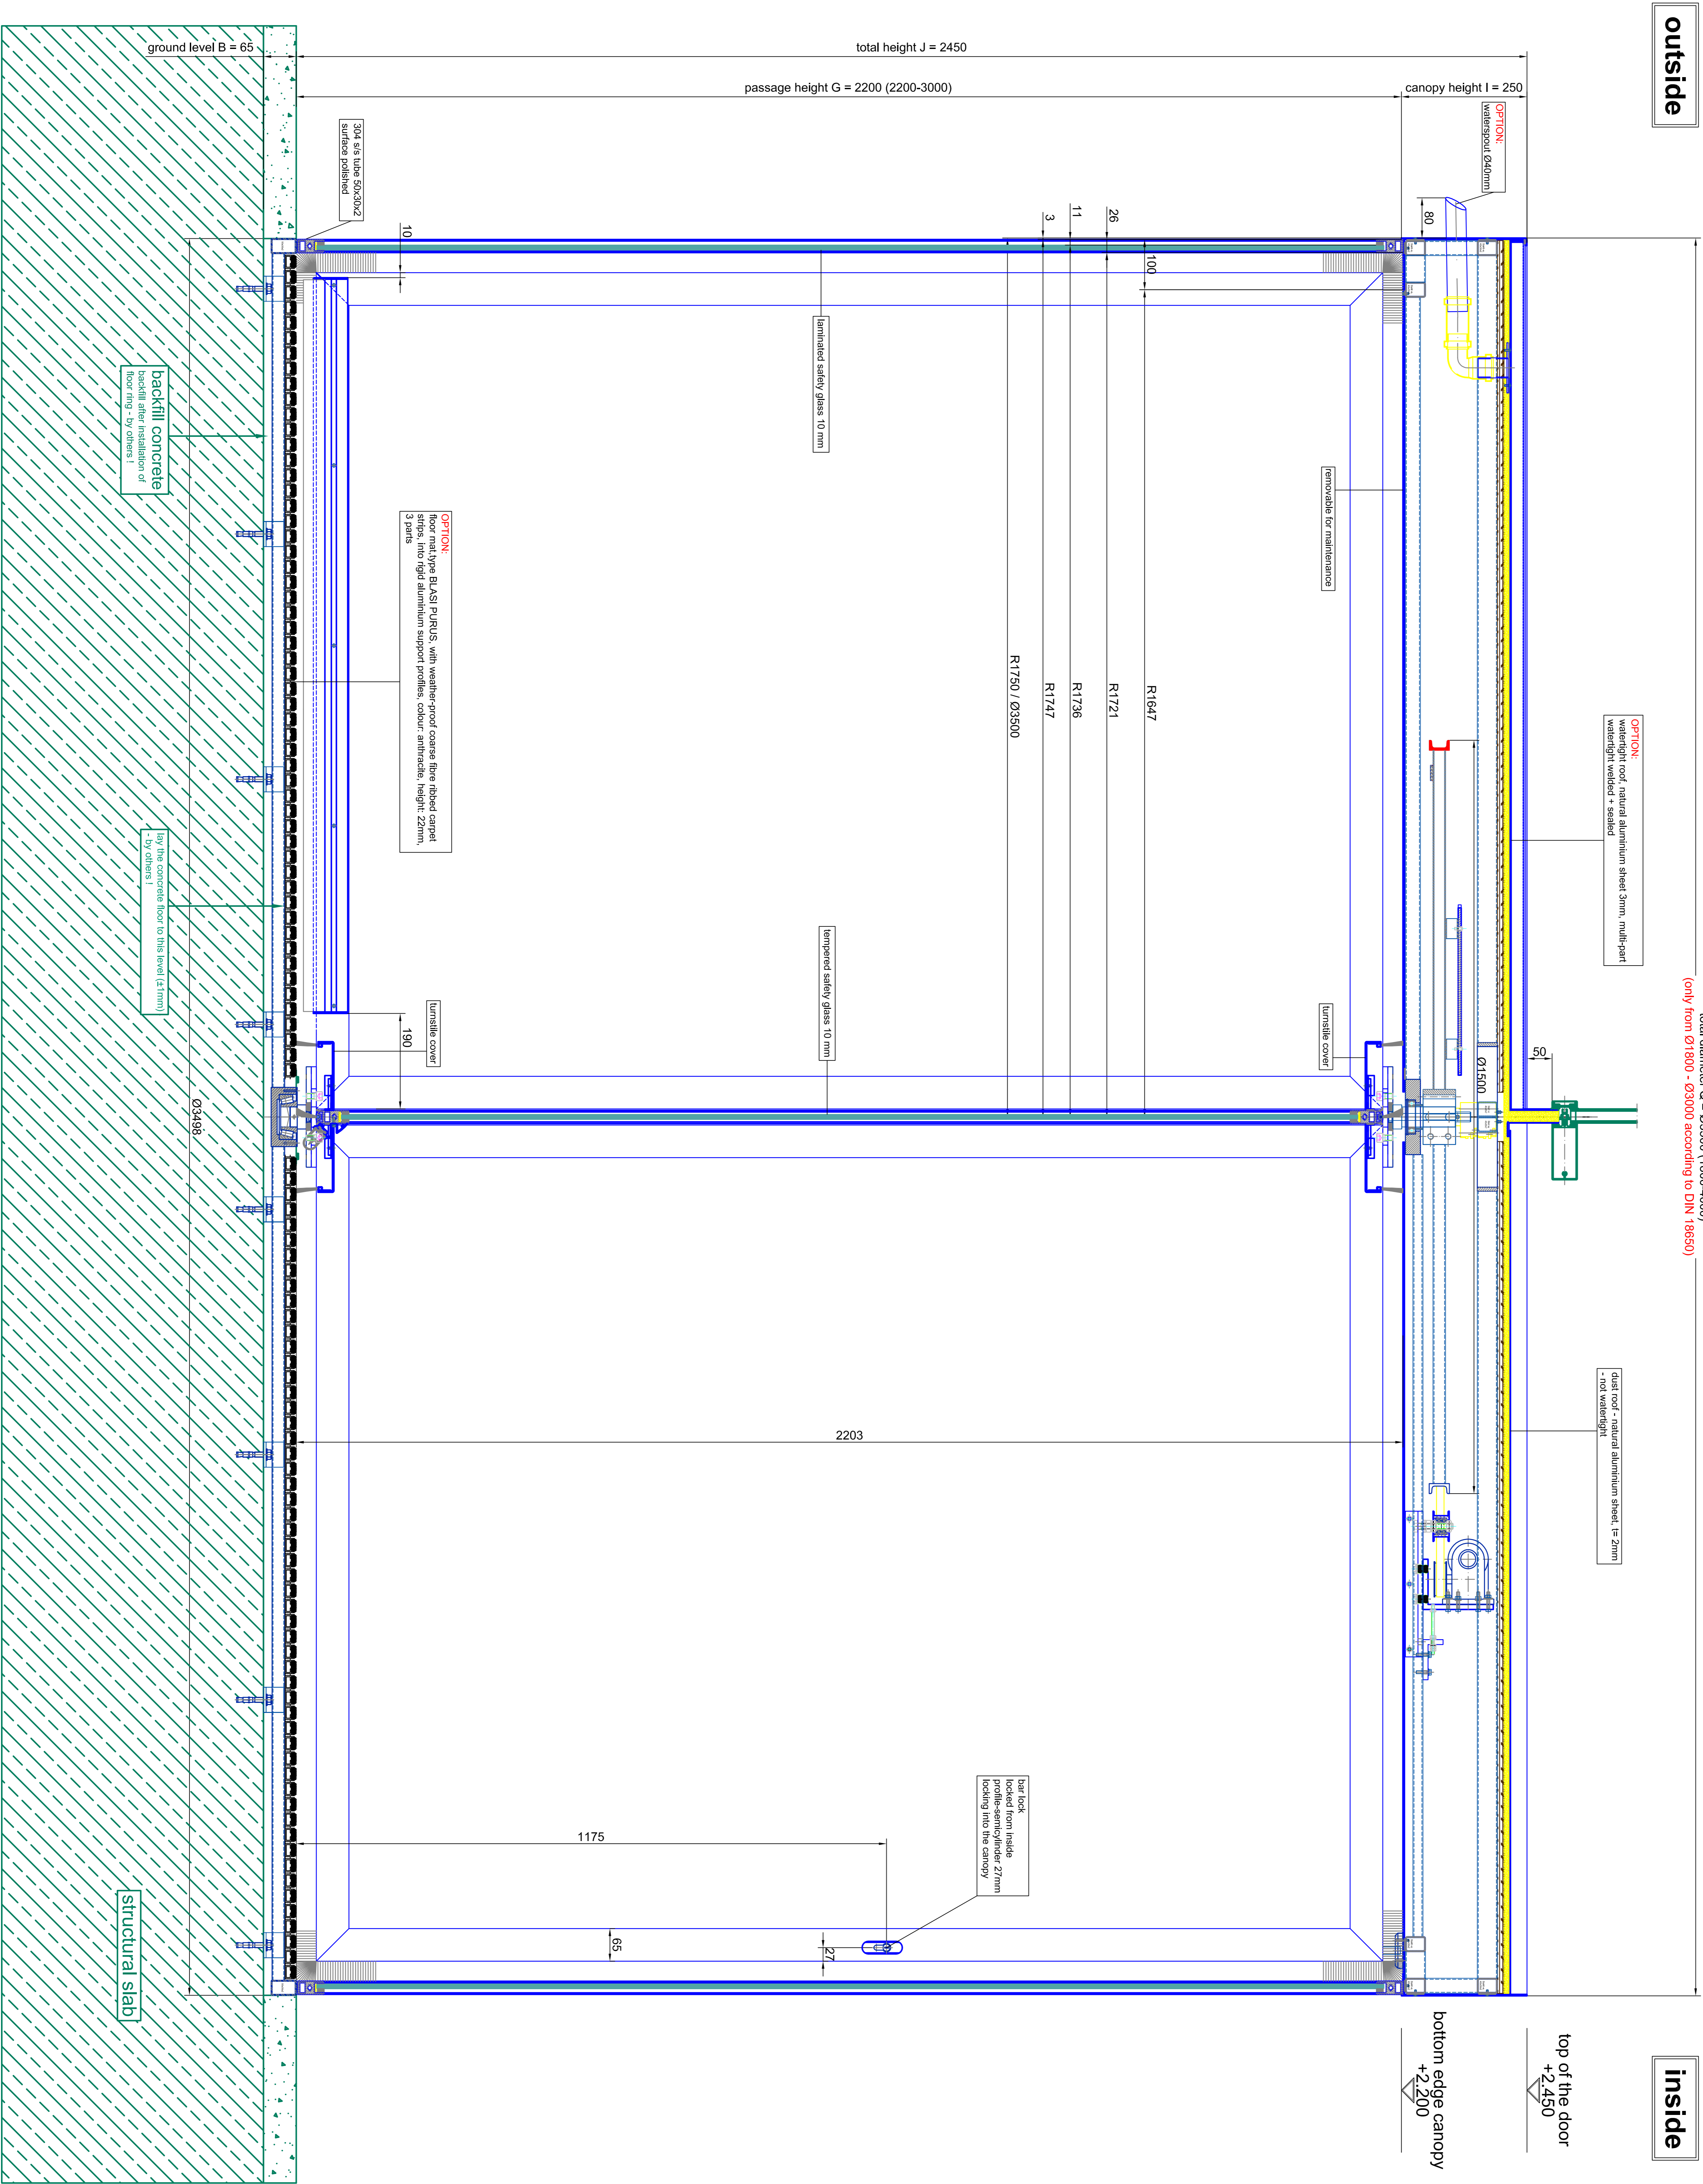 outside
inside
(only from Ø1800 - Ø3000 according to DIN 18650)
ground level B = 65
total height J = 2450
passage height G = 2200 (2200-3000)
canopy height I = 250
OPTION:
waterspout Ø40mm
80
OPTION:
watertight roof, natural aluminium sheet 3mm, multi-part
watertight welded + sealed
dust roof - natural aluminium sheet, t= 2mm
- not watertight
top of the door
+2.450
bottom edge canopy
+2.200
50
Ø1500
304 s/s tube 50x30x2
surface polished
10
3
11
26
100
R1647
R1721
R1736
R1747
R1750 / Ø3500
removable for maintenance
laminated safety glass 10 mm
tempered safety glass 10 mm
turnstile cover
turnstile cover
190
OPTION:
floor mat,type BLASI PURUS, with weather-proof coarse fibre ribbed carpet
strips, into rigid aluminium support profiles, colour: anthracite, height: 22mm,
3 parts
2203
1175
bar lock
locked from inside
profile-semicylinder 27mm
locking into the canopy
27
65
Ø3498
backfill concrete
backfill after installation of
floor ring - by others !
lay the concrete floor to this level (±1mm)
- by others !
structural slab